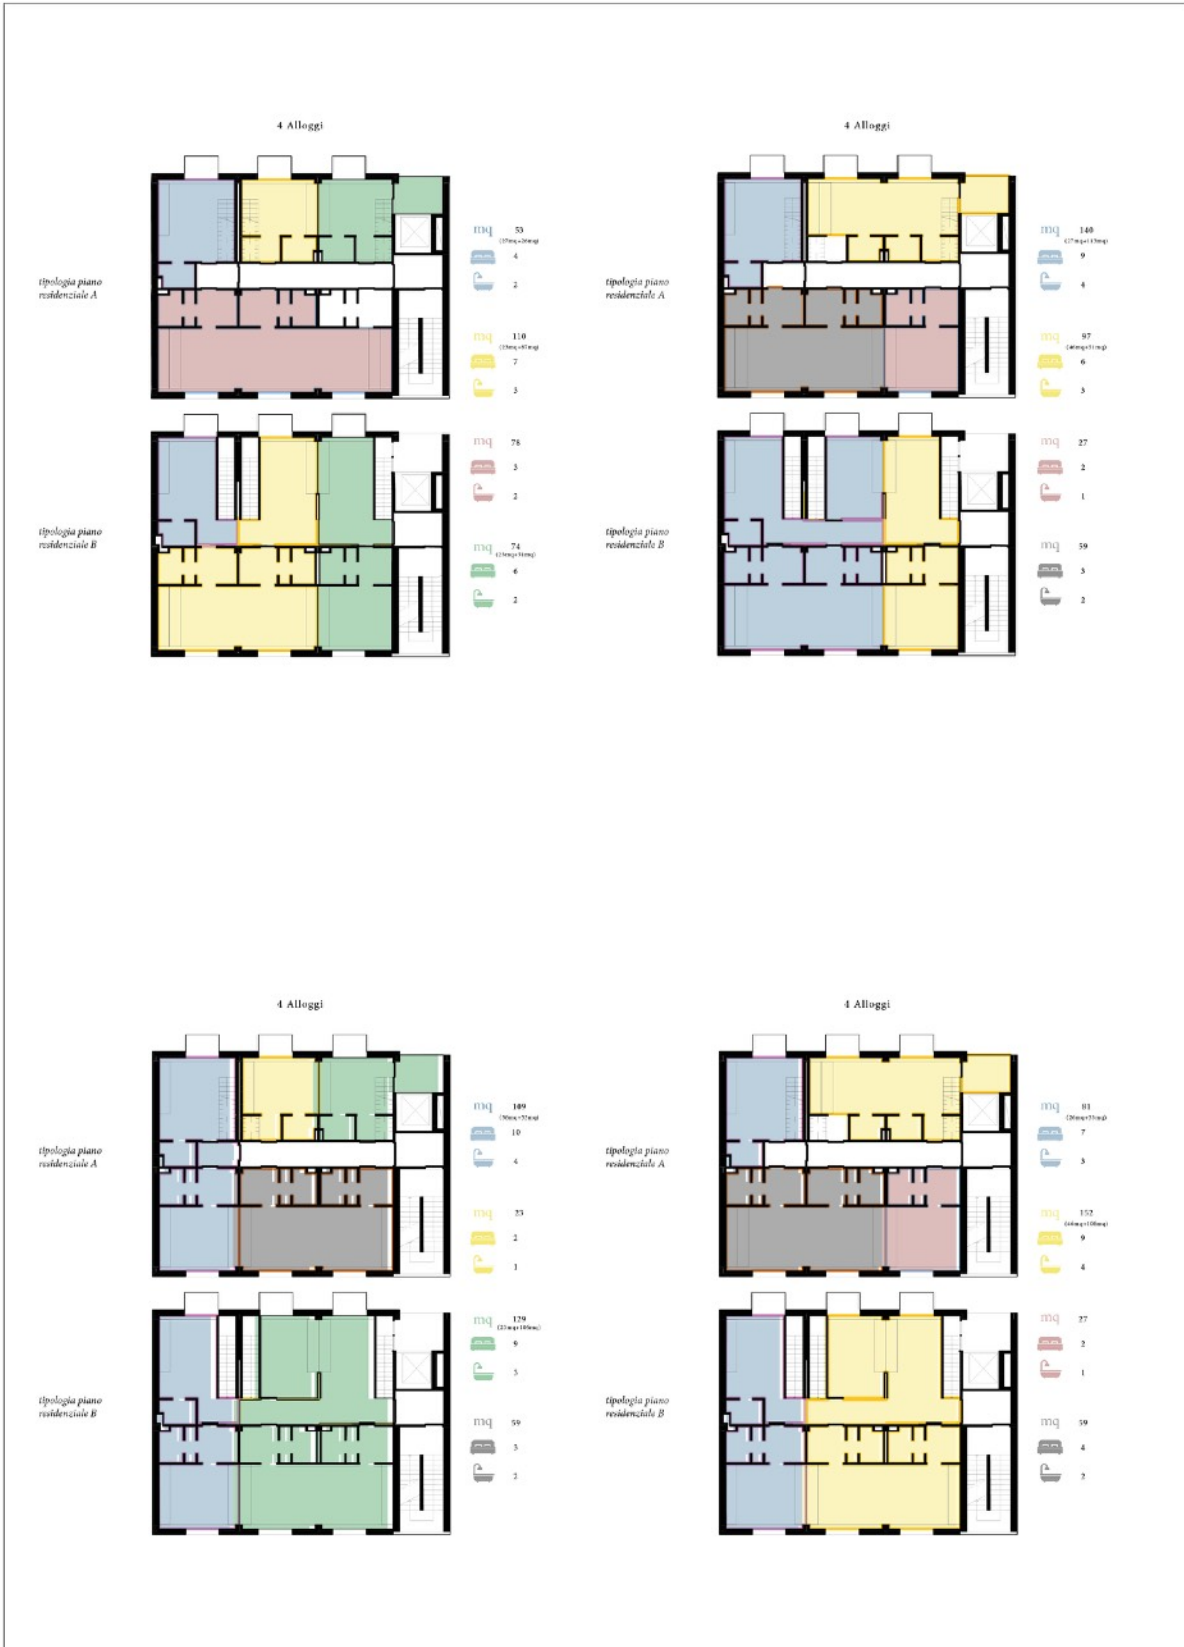 4 Alloggi
tipologia piano
residenziale A
tipologia piano
residenziale B
mq 53
4
2
mq 110
7
3
mq 78
3
2
mq 74
6
2
4 Alloggi
tipologia piano
residenziale A
tipologia piano
residenziale B
mq 140
9
4
mq 97
6
3
mq 27
2
1
mq 59
3
2
4 Alloggi
tipologia piano
residenziale A
tipologia piano
residenziale B
mq 109
10
4
mq 23
2
1
mq 129
9
5
mq 59
3
2
4 Alloggi
tipologia piano
residenziale A
tipologia piano
residenziale B
mq 81
7
3
mq 152
9
4
mq 27
2
1
mq 59
4
2